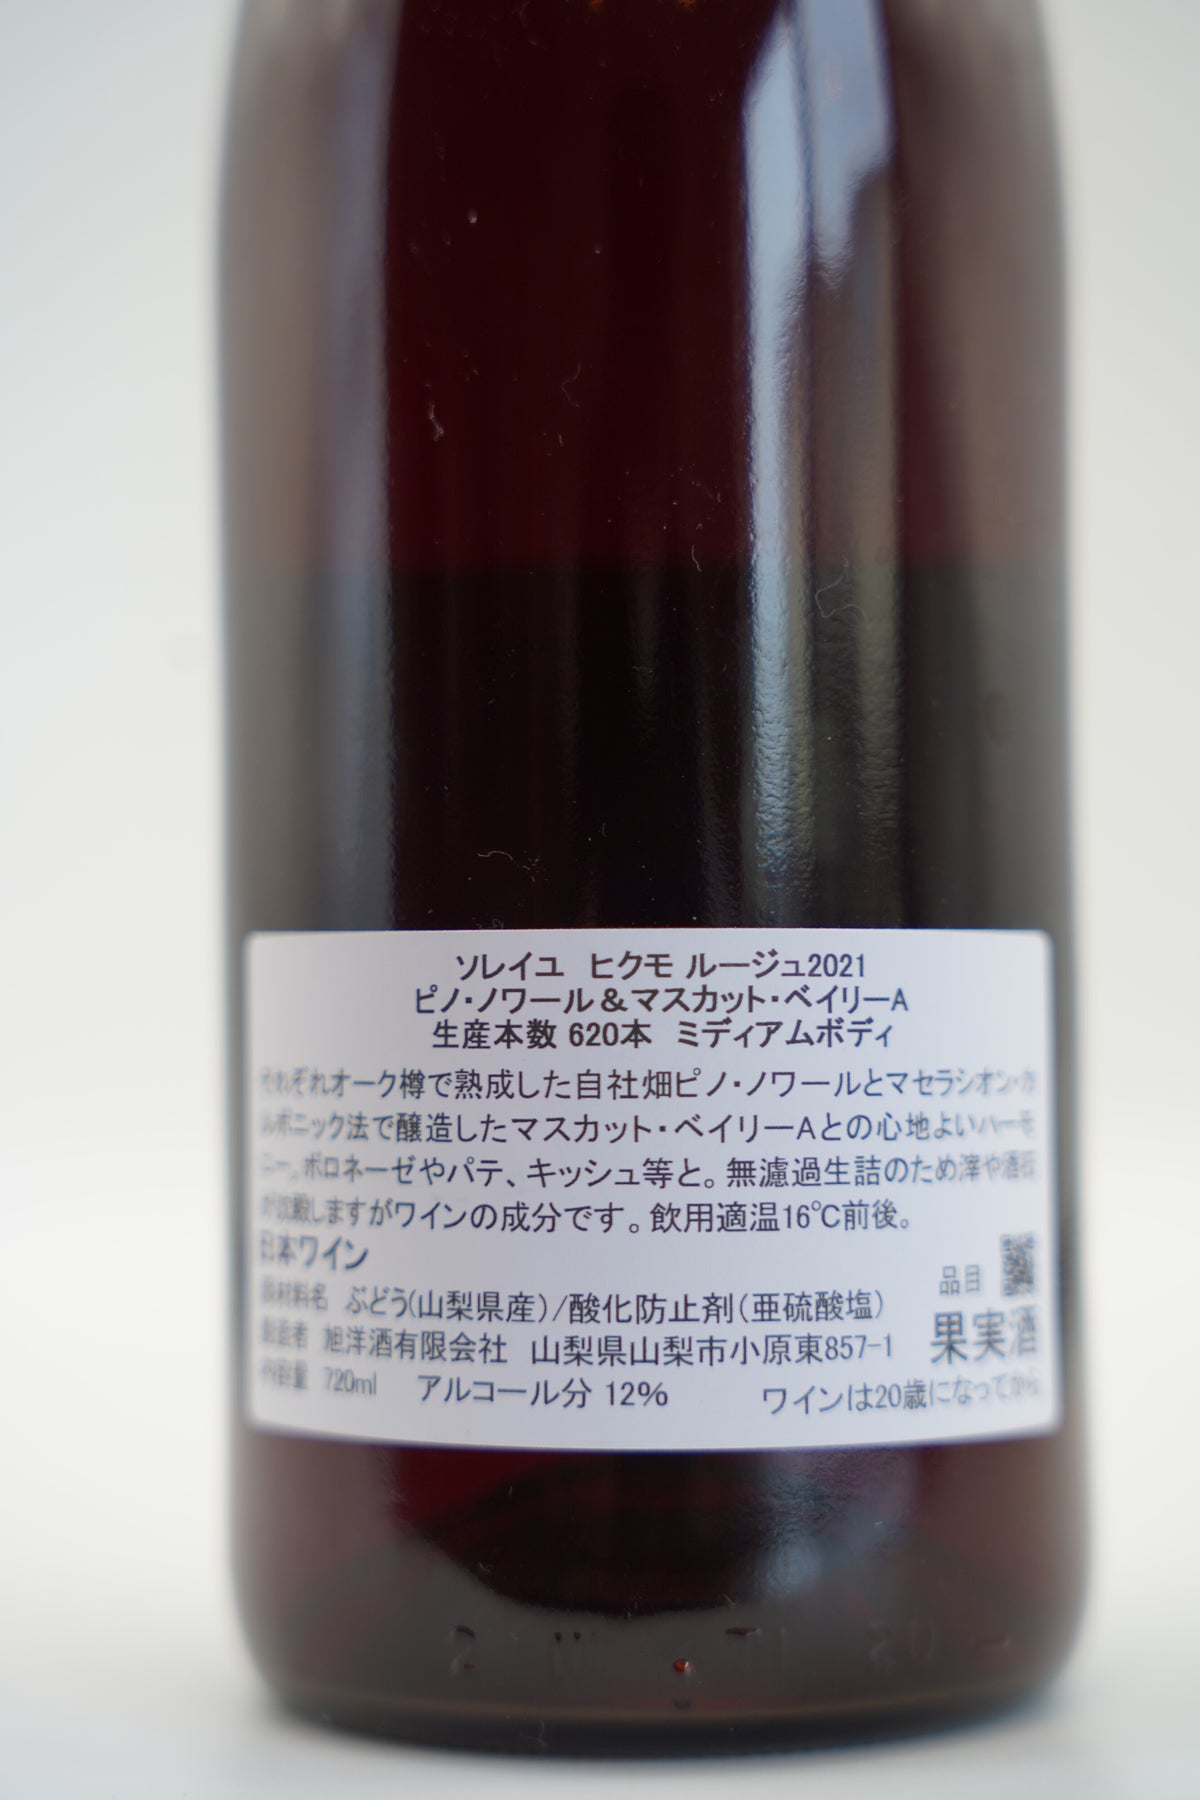 ソレイユ　ヒクモ ルージュ2021
ピノ・ノワール＆マスカット・ベイリーA
生産本数 620本　ミディアムボディ
それぞれオーク樽で熟成した自社畑ピノ・ノワールとマセラシオン・カ
ルボニック法で醸造したマスカット・ベイリーAとの心地よいハーモ
ニー。ボロネーゼやパテ、キッシュ等と。無濾過生詰のため滓や酒石
が沈殿しますがワインの成分です。飲用適温16℃前後。
日本ワイン
品目
原材料名　ぶどう(山梨県産)/酸化防止剤(亜硫酸塩)
果実酒
製造者　旭洋酒有限会社　山梨県山梨市小原東857-1
内容量　720ml　アルコール分 12%　ワインは20歳になってから